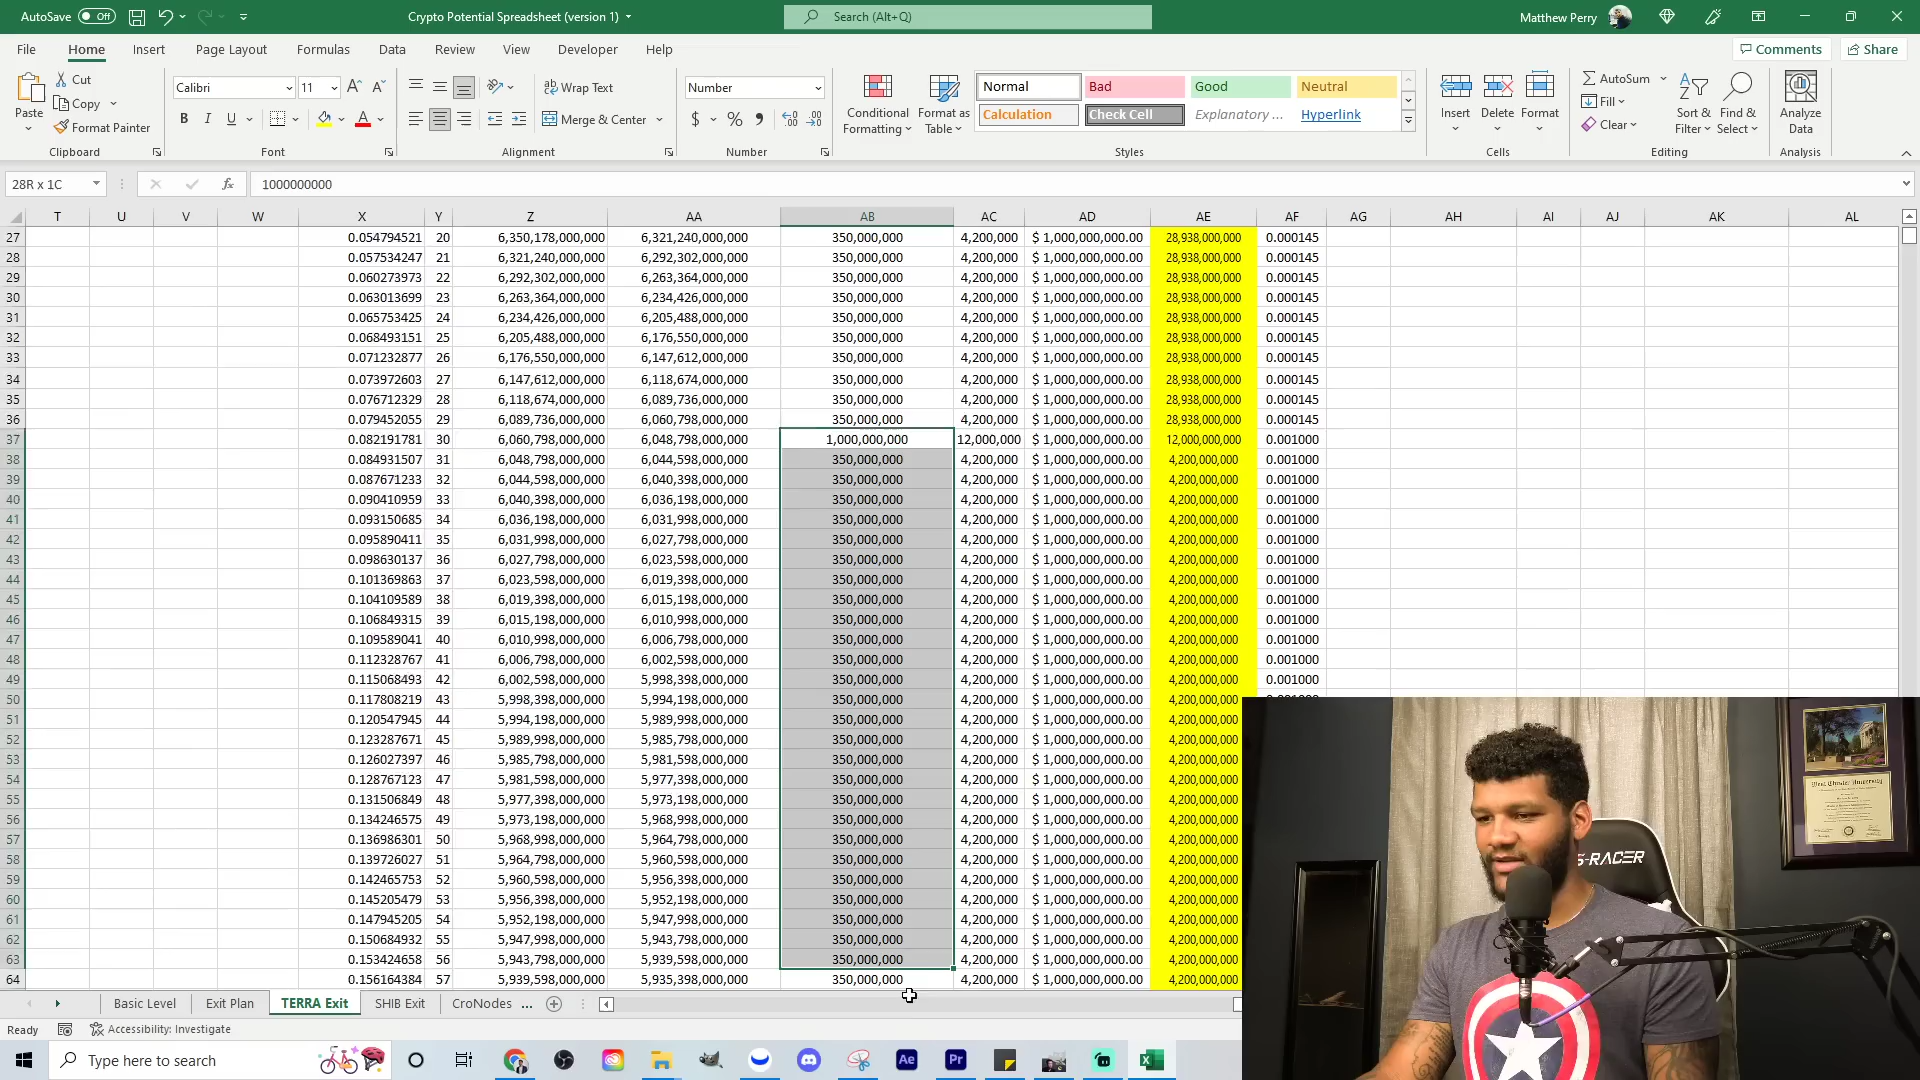 AutoSave Off Crypto Potential Spreadsheet (version 1) Search (Alt+Q) Matthew Perry
File Home Insert Page Layout Formulas Data Review View Developer Help Comments Share
Paste Cut Copy Format Painter Clipboard
Calibri 11 B I U Font
Wrap Text Merge & Center Alignment
Number $ % Number
Conditional Formatting Format as Table
Normal Bad Good Neutral
Calculation Check Cell Explanatory ... Hyperlink
Styles
Insert Delete Format Cells
AutoSum Fill Clear Sort & Filter Find & Select Editing
Analyze Data Analysis
28R x 1C fx 1000000000
T U V W X Y Z AA AB AC AD AE AF AG AH AI AJ AK AL
27 0.054794521 20 6,350,178,000,000 6,321,240,000,000 350,000,000 4,200,000 $ 1,000,000,000.00 28,938,000,000 0.000145
28 0.057534247 21 6,321,240,000,000 6,292,302,000,000 350,000,000 4,200,000 $ 1,000,000,000.00 28,938,000,000 0.000145
29 0.060273973 22 6,292,302,000,000 6,263,364,000,000 350,000,000 4,200,000 $ 1,000,000,000.00 28,938,000,000 0.000145
30 0.063013699 23 6,263,364,000,000 6,234,426,000,000 350,000,000 4,200,000 $ 1,000,000,000.00 28,938,000,000 0.000145
31 0.065753425 24 6,234,426,000,000 6,205,488,000,000 350,000,000 4,200,000 $ 1,000,000,000.00 28,938,000,000 0.000145
32 0.068493151 25 6,205,488,000,000 6,176,550,000,000 350,000,000 4,200,000 $ 1,000,000,000.00 28,938,000,000 0.000145
33 0.071232877 26 6,176,550,000,000 6,147,612,000,000 350,000,000 4,200,000 $ 1,000,000,000.00 28,938,000,000 0.000145
34 0.073972603 27 6,147,612,000,000 6,118,674,000,000 350,000,000 4,200,000 $ 1,000,000,000.00 28,938,000,000 0.000145
35 0.076712329 28 6,118,674,000,000 6,089,736,000,000 350,000,000 4,200,000 $ 1,000,000,000.00 28,938,000,000 0.000145
36 0.079452055 29 6,089,736,000,000 6,060,798,000,000 350,000,000 4,200,000 $ 1,000,000,000.00 28,938,000,000 0.000145
37 0.082191781 30 6,060,798,000,000 6,048,798,000,000 1,000,000,000 12,000,000 $ 1,000,000,000.00 12,000,000,000 0.001000
38 0.084931507 31 6,048,798,000,000 6,044,598,000,000 350,000,000 4,200,000 $ 1,000,000,000.00 4,200,000,000 0.001000
39 0.087671233 32 6,044,598,000,000 6,040,398,000,000 350,000,000 4,200,000 $ 1,000,000,000.00 4,200,000,000 0.001000
40 0.090410959 33 6,040,398,000,000 6,036,198,000,000 350,000,000 4,200,000 $ 1,000,000,000.00 4,200,000,000 0.001000
41 0.093150685 34 6,036,198,000,000 6,031,998,000,000 350,000,000 4,200,000 $ 1,000,000,000.00 4,200,000,000 0.001000
42 0.095890411 35 6,031,998,000,000 6,027,798,000,000 350,000,000 4,200,000 $ 1,000,000,000.00 4,200,000,000 0.001000
43 0.098630137 36 6,027,798,000,000 6,023,598,000,000 350,000,000 4,200,000 $ 1,000,000,000.00 4,200,000,000 0.001000
44 0.101369863 37 6,023,598,000,000 6,019,398,000,000 350,000,000 4,200,000 $ 1,000,000,000.00 4,200,000,000 0.001000
45 0.104109589 38 6,019,398,000,000 6,015,198,000,000 350,000,000 4,200,000 $ 1,000,000,000.00 4,200,000,000 0.001000
46 0.106849315 39 6,015,198,000,000 6,010,998,000,000 350,000,000 4,200,000 $ 1,000,000,000.00 4,200,000,000 0.001000
47 0.109589041 40 6,010,998,000,000 6,006,798,000,000 350,000,000 4,200,000 $ 1,000,000,000.00 4,200,000,000 0.001000
48 0.112328767 41 6,006,798,000,000 6,002,598,000,000 350,000,000 4,200,000 $ 1,000,000,000.00 4,200,000,000 0.001000
49 0.115068493 42 6,002,598,000,000 5,998,398,000,000 350,000,000 4,200,000 $ 1,000,000,000.00 4,200,000,000 0.001000
50 0.117808219 43 5,998,398,000,000 5,994,198,000,000 350,000,000 4,200,000 $ 1,000,000,000.00 4,200,000,000
51 0.120547945 44 5,994,198,000,000 5,989,998,000,000 350,000,000 4,200,000 $ 1,000,000,000.00 4,200,000,000
52 0.123287671 45 5,989,998,000,000 5,985,798,000,000 350,000,000 4,200,000 $ 1,000,000,000.00 4,200,000,000
53 0.126027397 46 5,985,798,000,000 5,981,598,000,000 350,000,000 4,200,000 $ 1,000,000,000.00 4,200,000,000
54 0.128767123 47 5,981,598,000,000 5,977,398,000,000 350,000,000 4,200,000 $ 1,000,000,000.00 4,200,000,000
55 0.131506849 48 5,977,398,000,000 5,973,198,000,000 350,000,000 4,200,000 $ 1,000,000,000.00 4,200,000,000
56 0.134246575 49 5,973,198,000,000 5,968,998,000,000 350,000,000 4,200,000 $ 1,000,000,000.00 4,200,000,000
57 0.136986301 50 5,968,998,000,000 5,964,798,000,000 350,000,000 4,200,000 $ 1,000,000,000.00 4,200,000,000
58 0.139726027 51 5,964,798,000,000 5,960,598,000,000 350,000,000 4,200,000 $ 1,000,000,000.00 4,200,000,000
59 0.142465753 52 5,960,598,000,000 5,956,398,000,000 350,000,000 4,200,000 $ 1,000,000,000.00 4,200,000,000
60 0.145205479 53 5,956,398,000,000 5,952,198,000,000 350,000,000 4,200,000 $ 1,000,000,000.00 4,200,000,000
61 0.147945205 54 5,952,198,000,000 5,947,998,000,000 350,000,000 4,200,000 $ 1,000,000,000.00 4,200,000,000
62 0.150684932 55 5,947,998,000,000 5,943,798,000,000 350,000,000 4,200,000 $ 1,000,000,000.00 4,200,000,000
63 0.153424658 56 5,943,798,000,000 5,939,598,000,000 350,000,000 4,200,000 $ 1,000,000,000.00 4,200,000,000
64 0.156164384 57 5,939,598,000,000 5,935,398,000,000 350,000,000 4,200,000 $ 1,000,000,000.00 4,200,000,000
S-RACER
Basic Level Exit Plan TERRA Exit SHIB Exit CroNodes ...
Ready Accessibility: Investigate
Type here to search Ae Pr